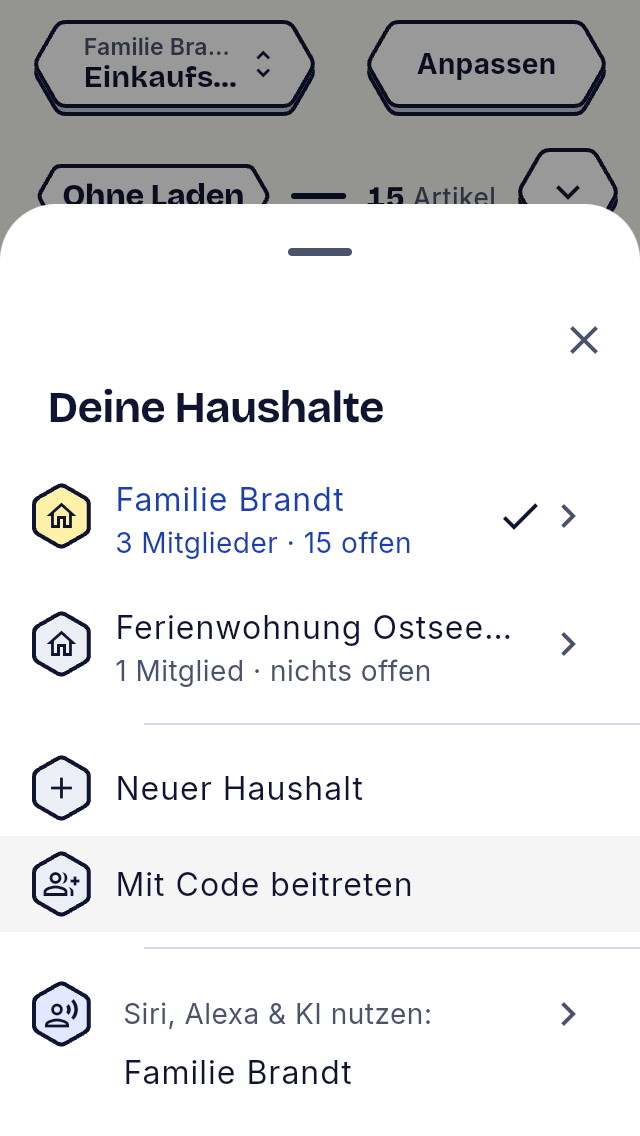 Familie Bra...
Einkaufs...
Anpassen
Ohne Laden
15 Artikel
Deine Haushalte
Familie Brandt
3 Mitglieder · 15 offen
Ferienwohnung Ostsee...
1 Mitglied · nichts offen
Neuer Haushalt
Mit Code beitreten
Siri, Alexa & KI nutzen:
Familie Brandt